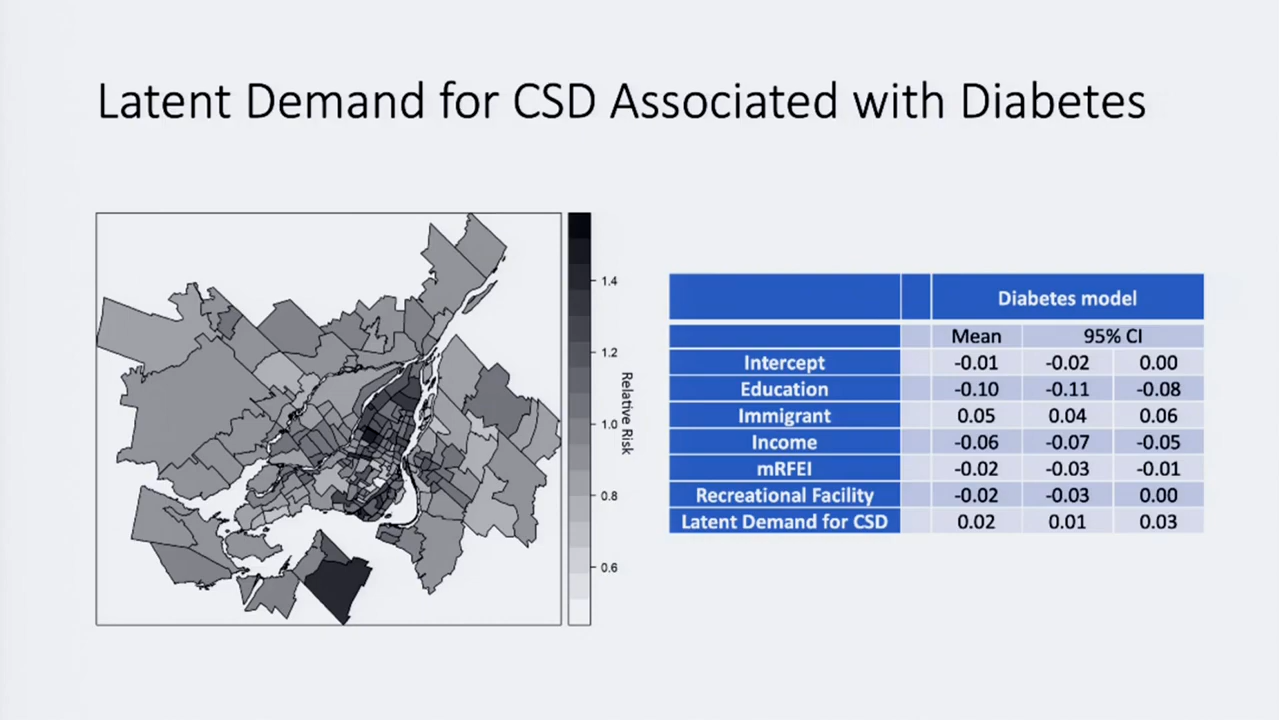 Latent Demand for CSD Associated with Diabetes
1.4
1.2
1.0
0.8
0.6
Relative Risk
Diabetes model
Mean 95% CI
Intercept -0.01 -0.02 0.00
Education -0.10 -0.11 -0.08
Immigrant 0.05 0.04 0.06
Income -0.06 -0.07 -0.05
mRFEI -0.02 -0.03 -0.01
Recreational Facility -0.02 -0.03 0.00
Latent Demand for CSD 0.02 0.01 0.03